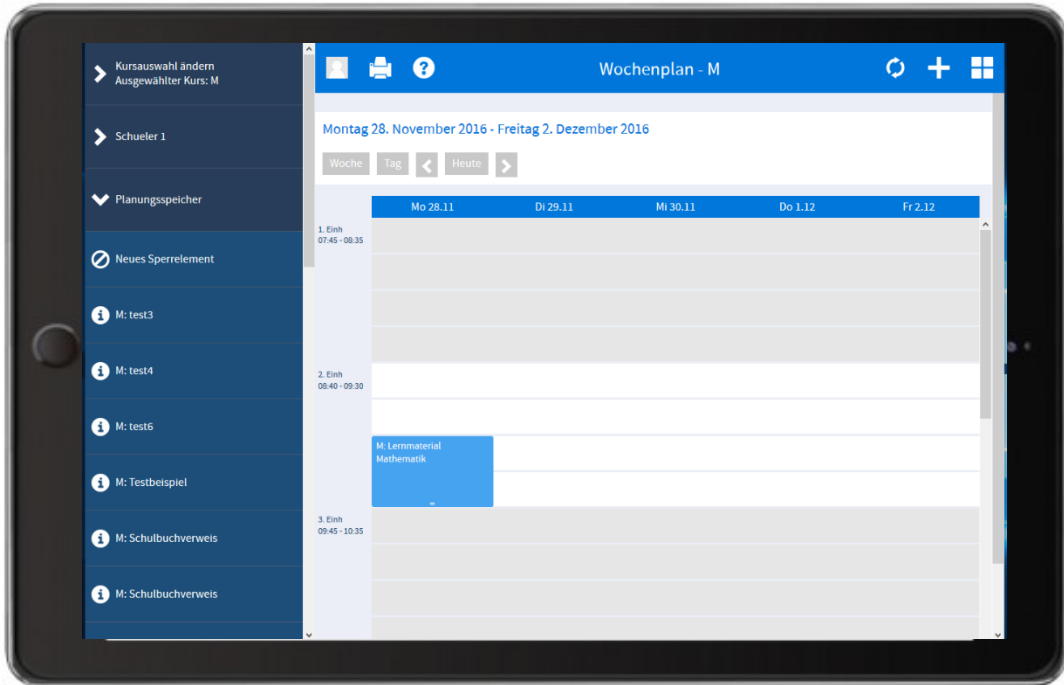 Kursauswahl ändern
Ausgewählter Kurs: M
Schueler 1
Planungsspeicher
Neues Sperrelement
M: test3
M: test4
M: test6
M: Testbeispiel
M: Schulbuchverweis
M: Schulbuchverweis
?
Wochenplan - M
Montag 28. November 2016 - Freitag 2. Dezember 2016
Woche
Tag
Heute
Mo 28.11
Di 29.11
Mi 30.11
Do 1.12
Fr 2.12
1. Einh
07:45 - 08:35
2. Einh
08:40 - 09:30
M: Lernmaterial
Mathematik
3. Einh
09:45 - 10:35